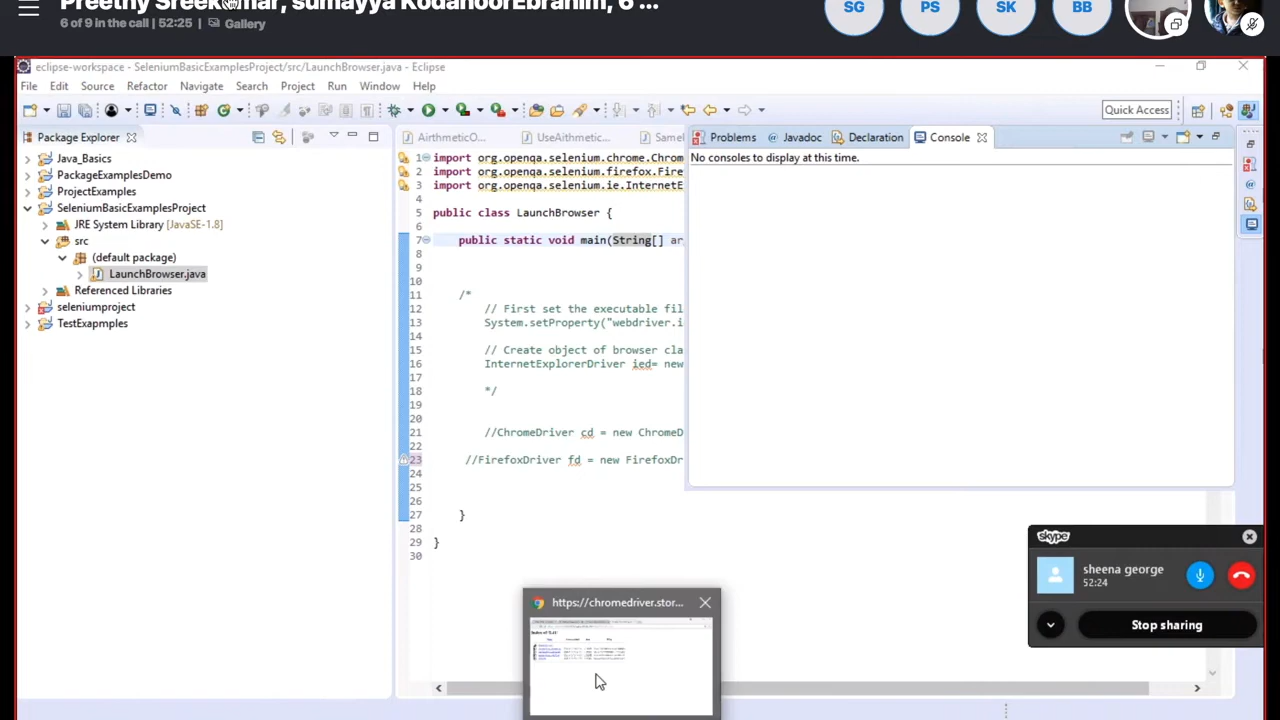 Preethy Sreekumar, sumayya KodanoorEbrahim, 6 ...
6 of 9 in the call | 52:25 | Gallery
SG PS SK BB
eclipse-workspace - SeleniumBasicExamplesProject/src/LaunchBrowser.java - Eclipse
File Edit Source Refactor Navigate Search Project Run Window Help
Quick Access
Package Explorer
Java_Basics
PackageExamplesDemo
ProjectExamples
SeleniumBasicExamplesProject
JRE System Library [JavaSE-1.8]
src
(default package)
LaunchBrowser.java
Referenced Libraries
seleniumproject
TestExapmples
AirthmeticO... UseAithmetic... Samel
1 import org.openqa.selenium.chrome.Chrom
2 import org.openqa.selenium.firefox.Fire
3 import org.openqa.selenium.ie.InternetE
4
5 public class LaunchBrowser {
6
7 public static void main(String[] ar
8
9
10
11 /*
12 // First set the executable fil
13 System.setProperty("webdriver.i
14
15 // Create object of browser cla
16 InternetExplorerDriver ied= new
17
18 */
19
20
21 //ChromeDriver cd = new ChromeD
22
23 //FirefoxDriver fd = new FirefoxDr
24
25
26
27 }
28
29 }
30
Problems @ Javadoc Declaration Console
No consoles to display at this time.
https://chromedriver.stor...
skype
sheena george
52:24
Stop sharing